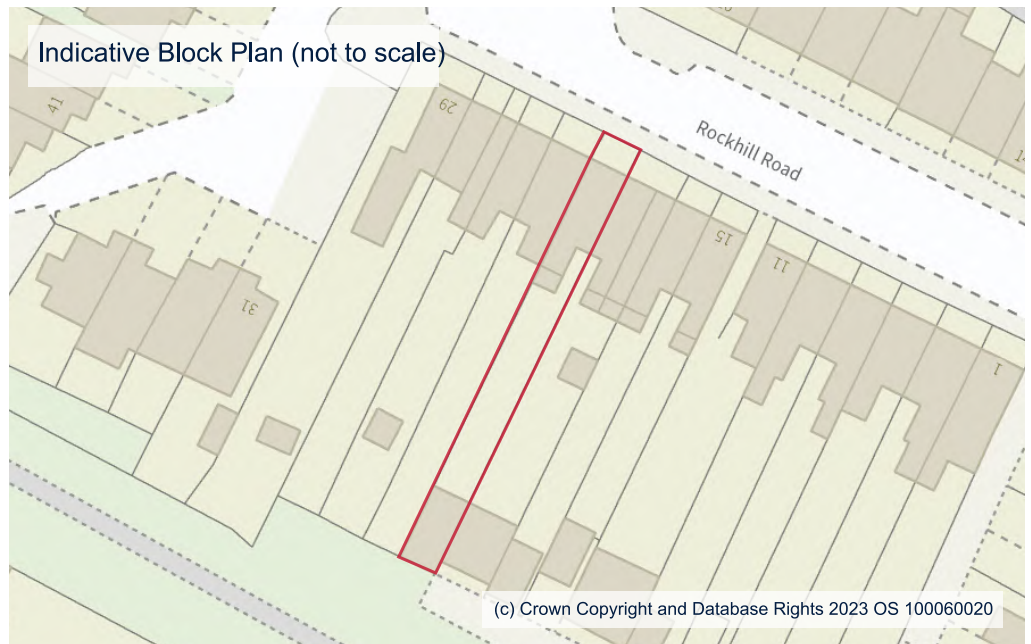 Indicative Block Plan (not to scale)
41
29
Rockhill Road
15
11
31
1
(c) Crown Copyright and Database Rights 2023 OS 100060020